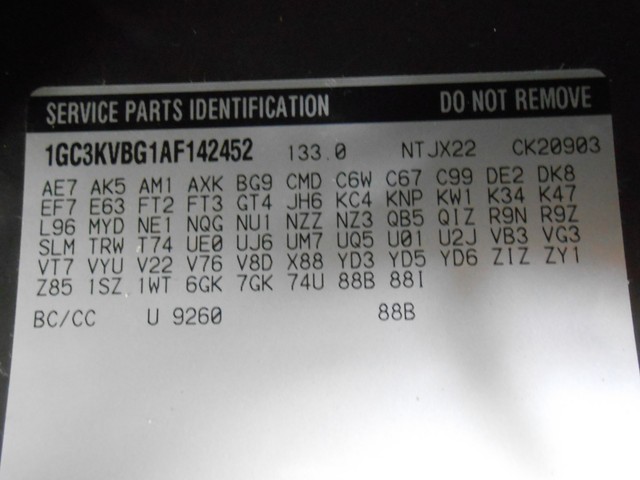 SERVICE PARTS IDENTIFICATION DO NOT REMOVE
1GC3KVBG1AF142452 133.0 NTJX22 CK20903
AE7 AK5 AM1 AXK BG9 CMD C6W C67 C99 DE2 DK8
EF7 E63 FT2 FT3 GT4 JH6 KC4 KNP KW1 K34 K47
L96 MYD NE1 NQG NU1 NZZ NZ3 QB5 QIZ R9N R9Z
SLM TRW T74 UE0 UJ6 UM7 UQ5 U01 U2J VB3 VG3
VT7 VYU V22 V76 V8D X88 YD3 YD5 YD6 ZIZ ZY1
Z85 1SZ 1WT 6GK 7GK 74U 88B 88I
BC/CC U 9260 88B